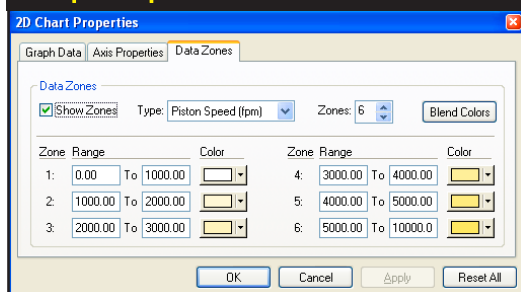 2D Chart Properties
Graph Data Axis Properties Data Zones
Data Zones
Show Zones Type: Piston Speed (fpm) Zones: 6 Blend Colors
Zone Range Color Zone Range Color
1: 0.00 To 1000.00 4: 3000.00 To 4000.00
2: 1000.00 To 2000.00 5: 4000.00 To 5000.00
3: 2000.00 To 3000.00 6: 5000.00 To 10000.0
OK Cancel Apply Reset All